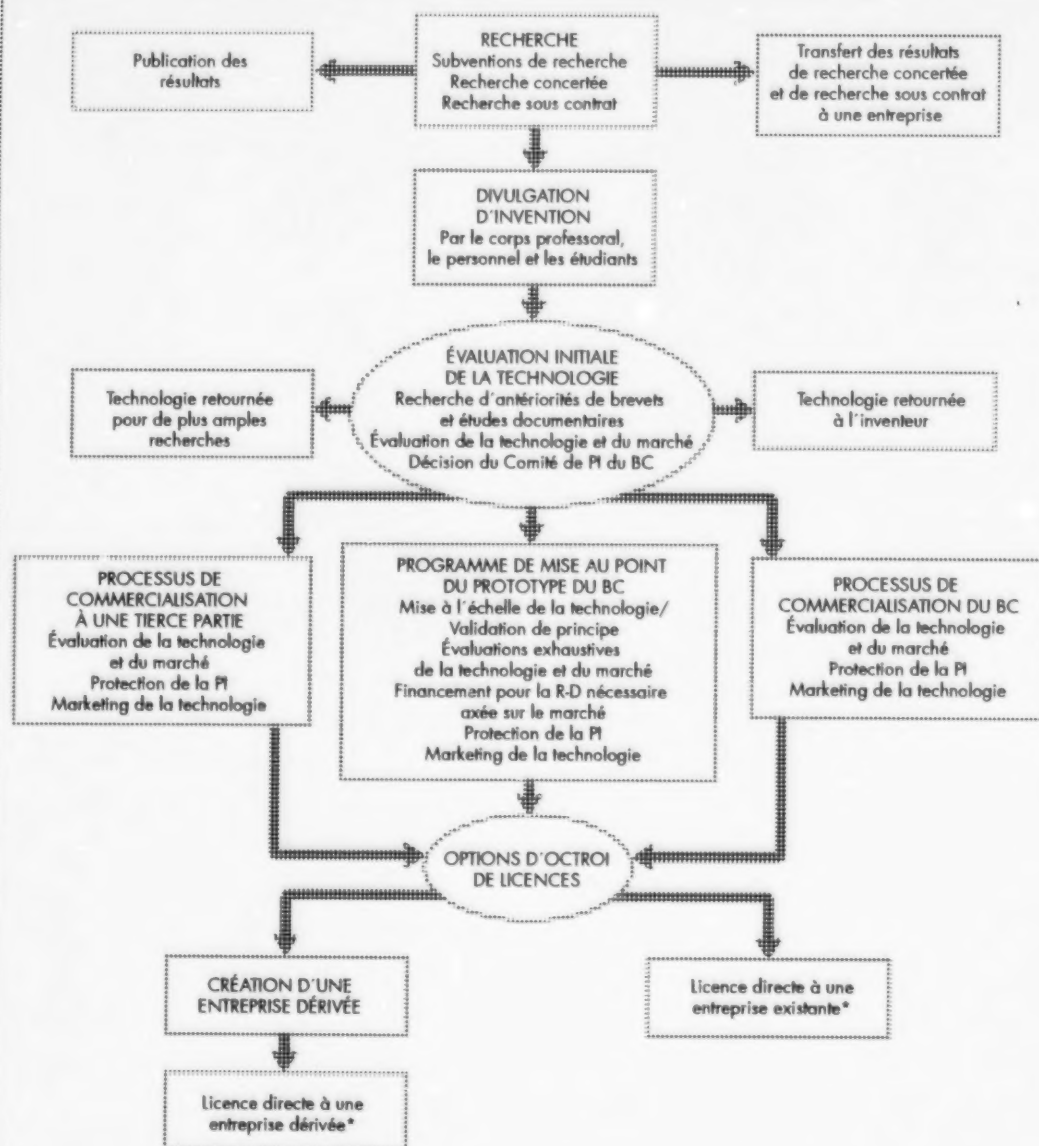 RECHERCHE
Subventions de recherche
Recherche concertée
Recherche sous contrat
Publication des
résultats
Transfert des résultats
de recherche concertée
et de recherche sous contrat
à une entreprise
DIVULGATION
D'INVENTION
Par le corps professoral,
le personnel et les étudiants
ÉVALUATION INITIALE
DE LA TECHNOLOGIE
Recherche d'antériorités de brevets
et études documentaires
Évaluation de la technologie et du marché
Décision du Comité de PI du BC
Technologie retournée
pour de plus amples
recherches
Technologie retournée
à l'inventeur
PROCESSUS DE
COMMERCIALISATION
À UNE TIERCE PARTIE
Évaluation de la technologie
et du marché
Protection de la PI
Marketing de la technologie
PROGRAMME DE MISE AU POINT
DU PROTOTYPE DU BC
Mise à l'échelle de la technologie/
Validation de principe
Évaluations exhaustives
de la technologie et du marché
Financement pour la R-D nécessaire
axée sur le marché
Protection de la PI
Marketing de la technologie
PROCESSUS DE
COMMERCIALISATION DU BC
Évaluation de la technologie
et du marché
Protection de la PI
Marketing de la technologie
OPTIONS D'OCTROI
DE LICENCES
CRÉATION D'UNE
ENTREPRISE DÉRIVÉE
Licence directe à une
entreprise existante*
Licence directe à une
entreprise dérivée*